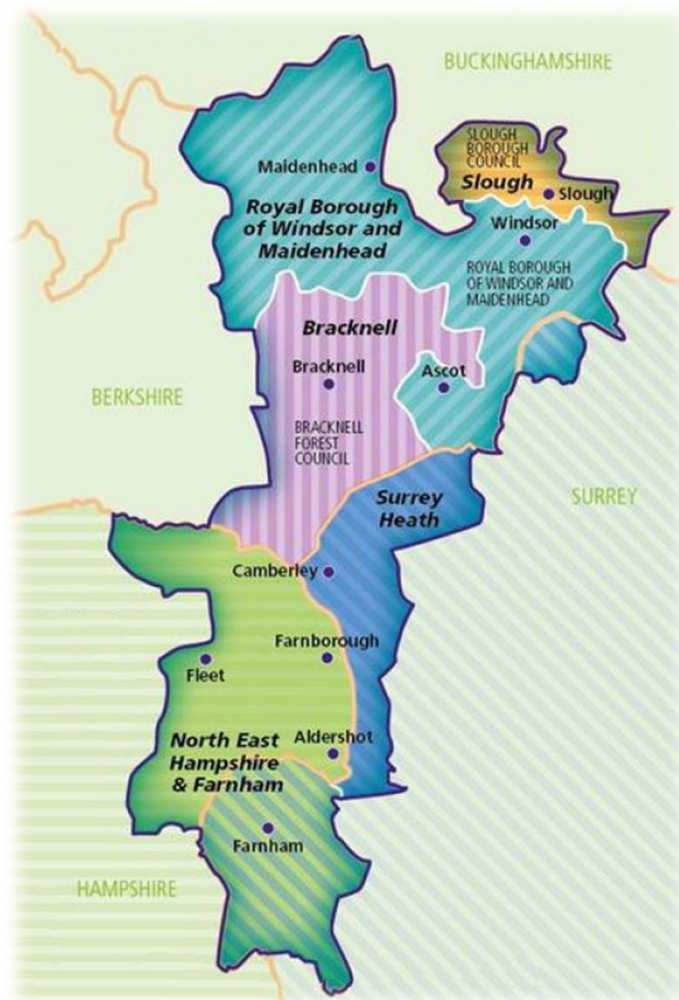 BUCKINGHAMSHIRE
SLOUGH
BOROUGH
COUNCIL
Slough
Slough
Maidenhead
Royal Borough
of Windsor and
Maidenhead
Windsor
ROYAL BOROUGH
OF WINDSOR AND
MAIDENHEAD
Bracknell
Bracknell
Ascot
BERKSHIRE
BRACKNELL
FOREST
COUNCIL
Surrey
Heath
SURREY
Camberley
Farnborough
Fleet
North East
Hampshire
& Farnham
Aldershot
Farnham
HAMPSHIRE